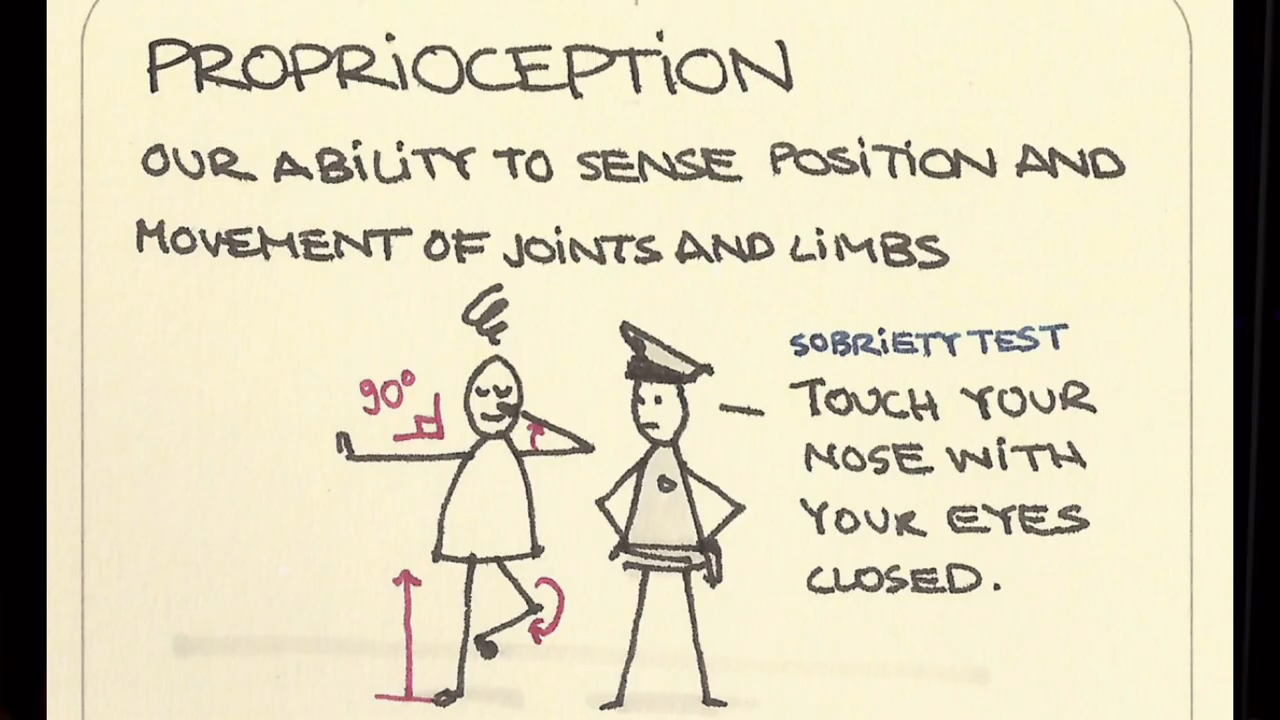 PROPRIOCEPTION
OUR ABILITY TO SENSE POSITION AND
MOVEMENT OF JOINTS AND LIMBS
SOBRIETY TEST
90°
TOUCH YOUR
NOSE WITH
YOUR EYES
CLOSED.